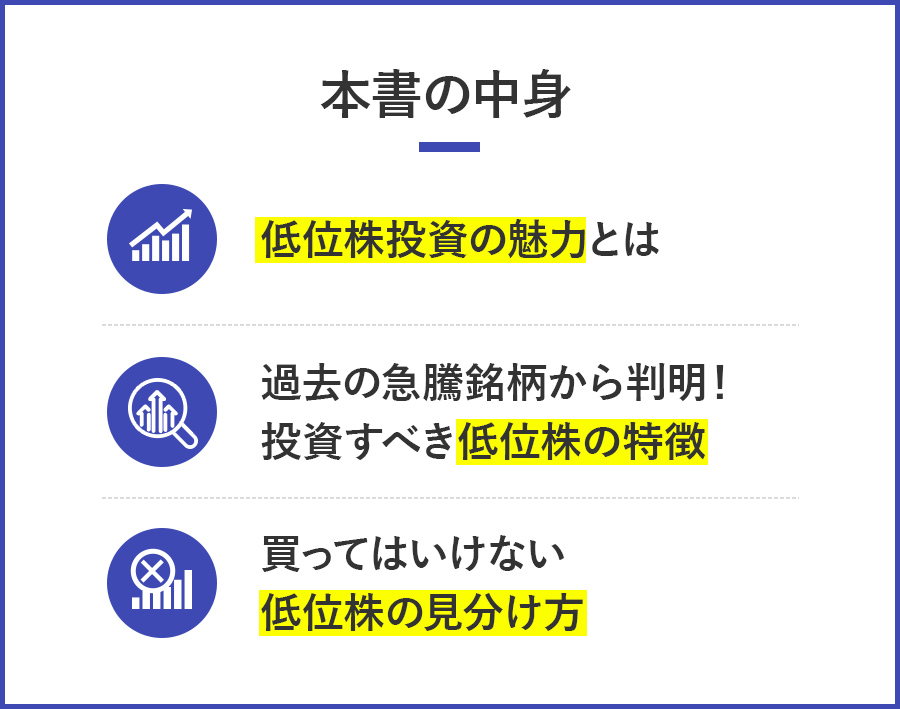 本書の中身
低位株投資の魅力とは
過去の急騰銘柄から判明！
投資すべき低位株の特徴
買ってはいけない
低位株の見分け方